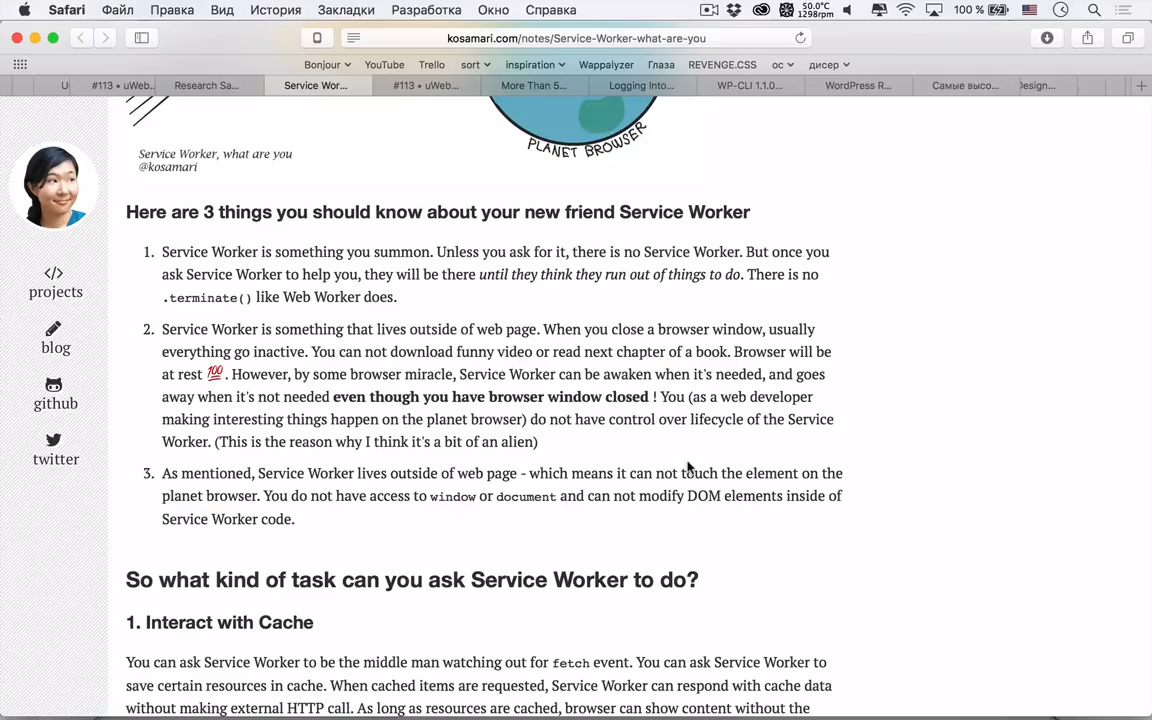 Safari Файл Правка Вид История Закладки Разработка Окно Справка 50.0°C 1298rpm 100 %
kosamari.com/notes/Service-Worker-what-are-you
Bonjour YouTube Trello sort inspiration Wappalyzer Глаза REVENGE.CSS ос дисер
U #113 • uWeb... Research Sa... Service Wor... #113 • uWeb... More Than 5... Logging Into... WP-CLI 1.1.0... WordPress R... Самые высо... Design...
PLANET BROWSER
Service Worker, what are you
@kosamari
Here are 3 things you should know about your new friend Service Worker
1. Service Worker is something you summon. Unless you ask for it, there is no Service Worker. But once you
ask Service Worker to help you, they will be there until they think they run out of things to do. There is no
.terminate() like Web Worker does.
2. Service Worker is something that lives outside of web page. When you close a browser window, usually
everything go inactive. You can not download funny video or read next chapter of a book. Browser will be
at rest 💯. However, by some browser miracle, Service Worker can be awaken when it's needed, and goes
away when it's not needed even though you have browser window closed ! You (as a web developer
making interesting things happen on the planet browser) do not have control over lifecycle of the Service
Worker. (This is the reason why I think it's a bit of an alien)
3. As mentioned, Service Worker lives outside of web page - which means it can not touch the element on the
planet browser. You do not have access to window or document and can not modify DOM elements inside of
Service Worker code.
projects
blog
github
twitter
So what kind of task can you ask Service Worker to do?
1. Interact with Cache
You can ask Service Worker to be the middle man watching out for fetch event. You can ask Service Worker to
save certain resources in cache. When cached items are requested, Service Worker can respond with cache data
without making external HTTP call. As long as resources are cached, browser can show content without the